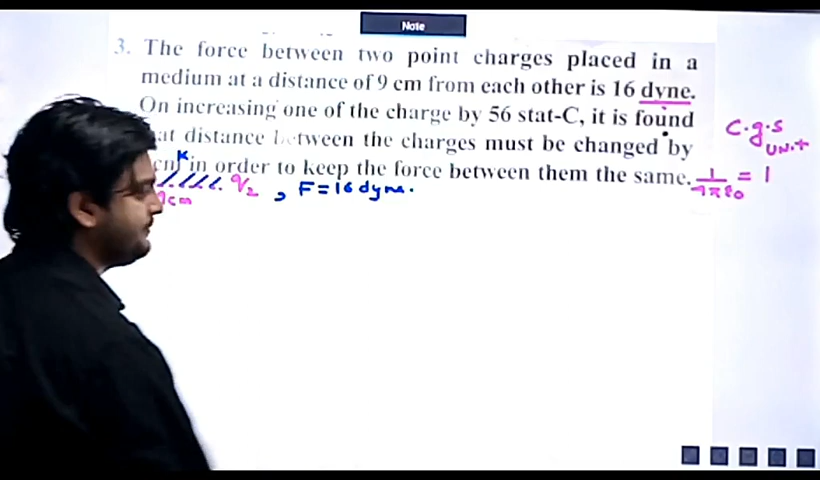 Note
3. The force between two point charges placed in a
medium at a distance of 9 cm from each other is 16 dyne.
On increasing one of the charge by 56 stat-C, it is found
at distance between the charges must be changed by
cm in order to keep the force between them the same.
C.g.s
Unit
1/4πε0 = 1
K
q2 , F = 16 dyne.
9cm